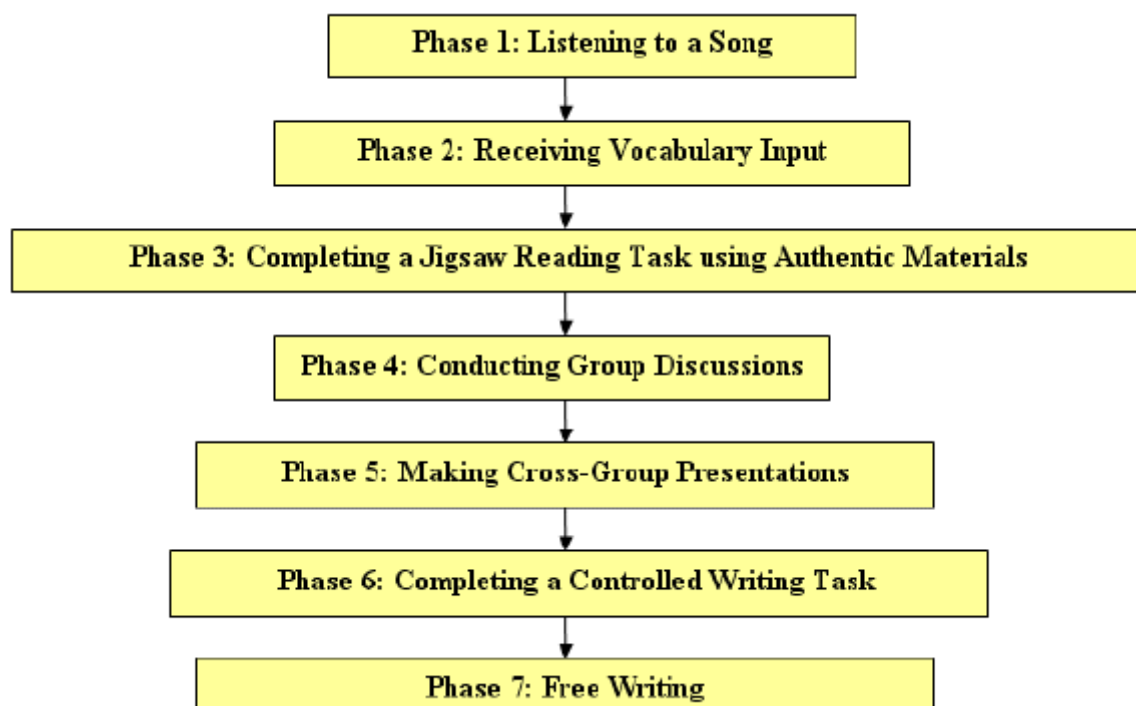 Phase 1: Listening to a Song
Phase 2: Receiving Vocabulary Input
Phase 3: Completing a Jigsaw Reading Task using Authentic Materials
Phase 4: Conducting Group Discussions
Phase 5: Making Cross-Group Presentations
Phase 6: Completing a Controlled Writing Task
Phase 7: Free Writing